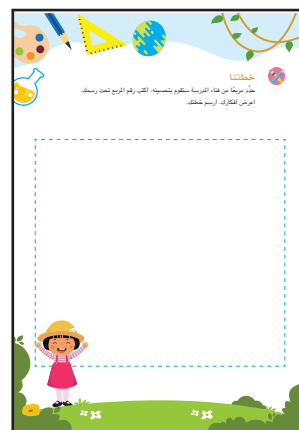 خطتنا
حدّد مربعًا من فناء المدرسة ستقوم بتحسينه. اكتب رقم المربع تحت رسمك.
اعرض أفكارك. ارسم خطتك.